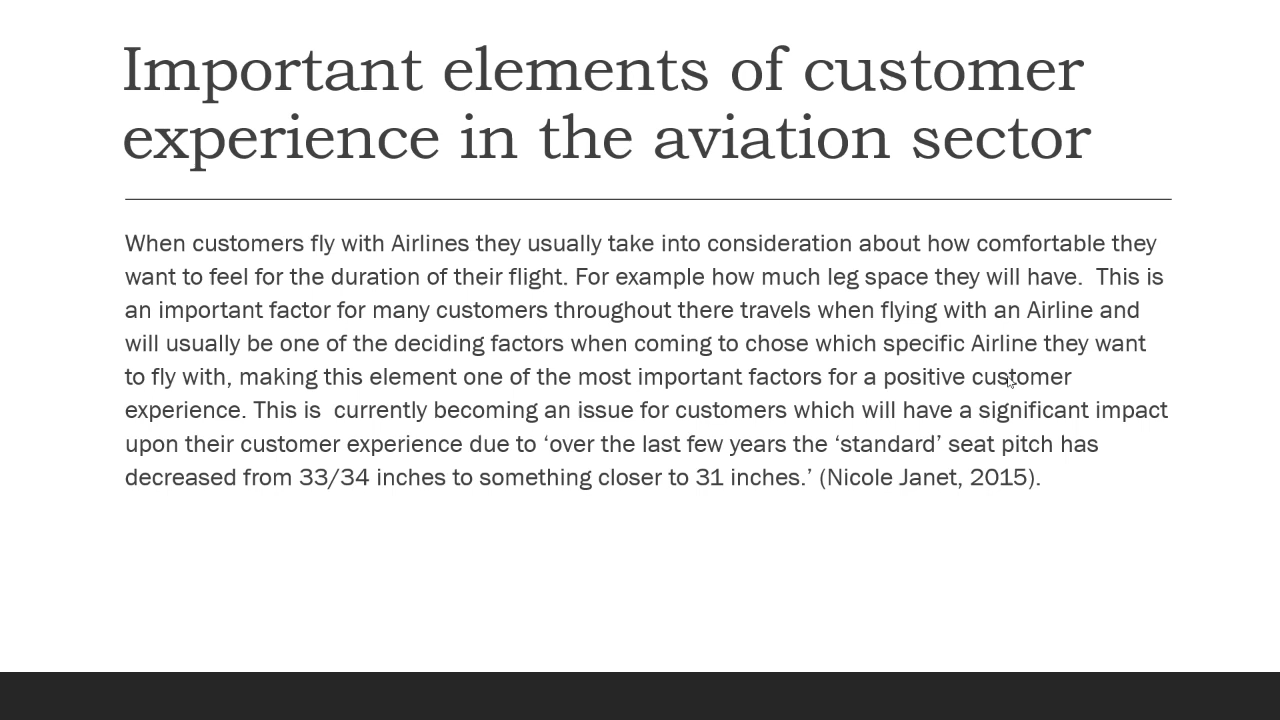 Important elements of customer
experience in the aviation sector
When customers fly with Airlines they usually take into consideration about how comfortable they
want to feel for the duration of their flight. For example how much leg space they will have.  This is
an important factor for many customers throughout there travels when flying with an Airline and
will usually be one of the deciding factors when coming to chose which specific Airline they want
to fly with, making this element one of the most important factors for a positive customer
experience. This is  currently becoming an issue for customers which will have a significant impact
upon their customer experience due to ‘over the last few years the ‘standard’ seat pitch has
decreased from 33/34 inches to something closer to 31 inches.’ (Nicole Janet, 2015).